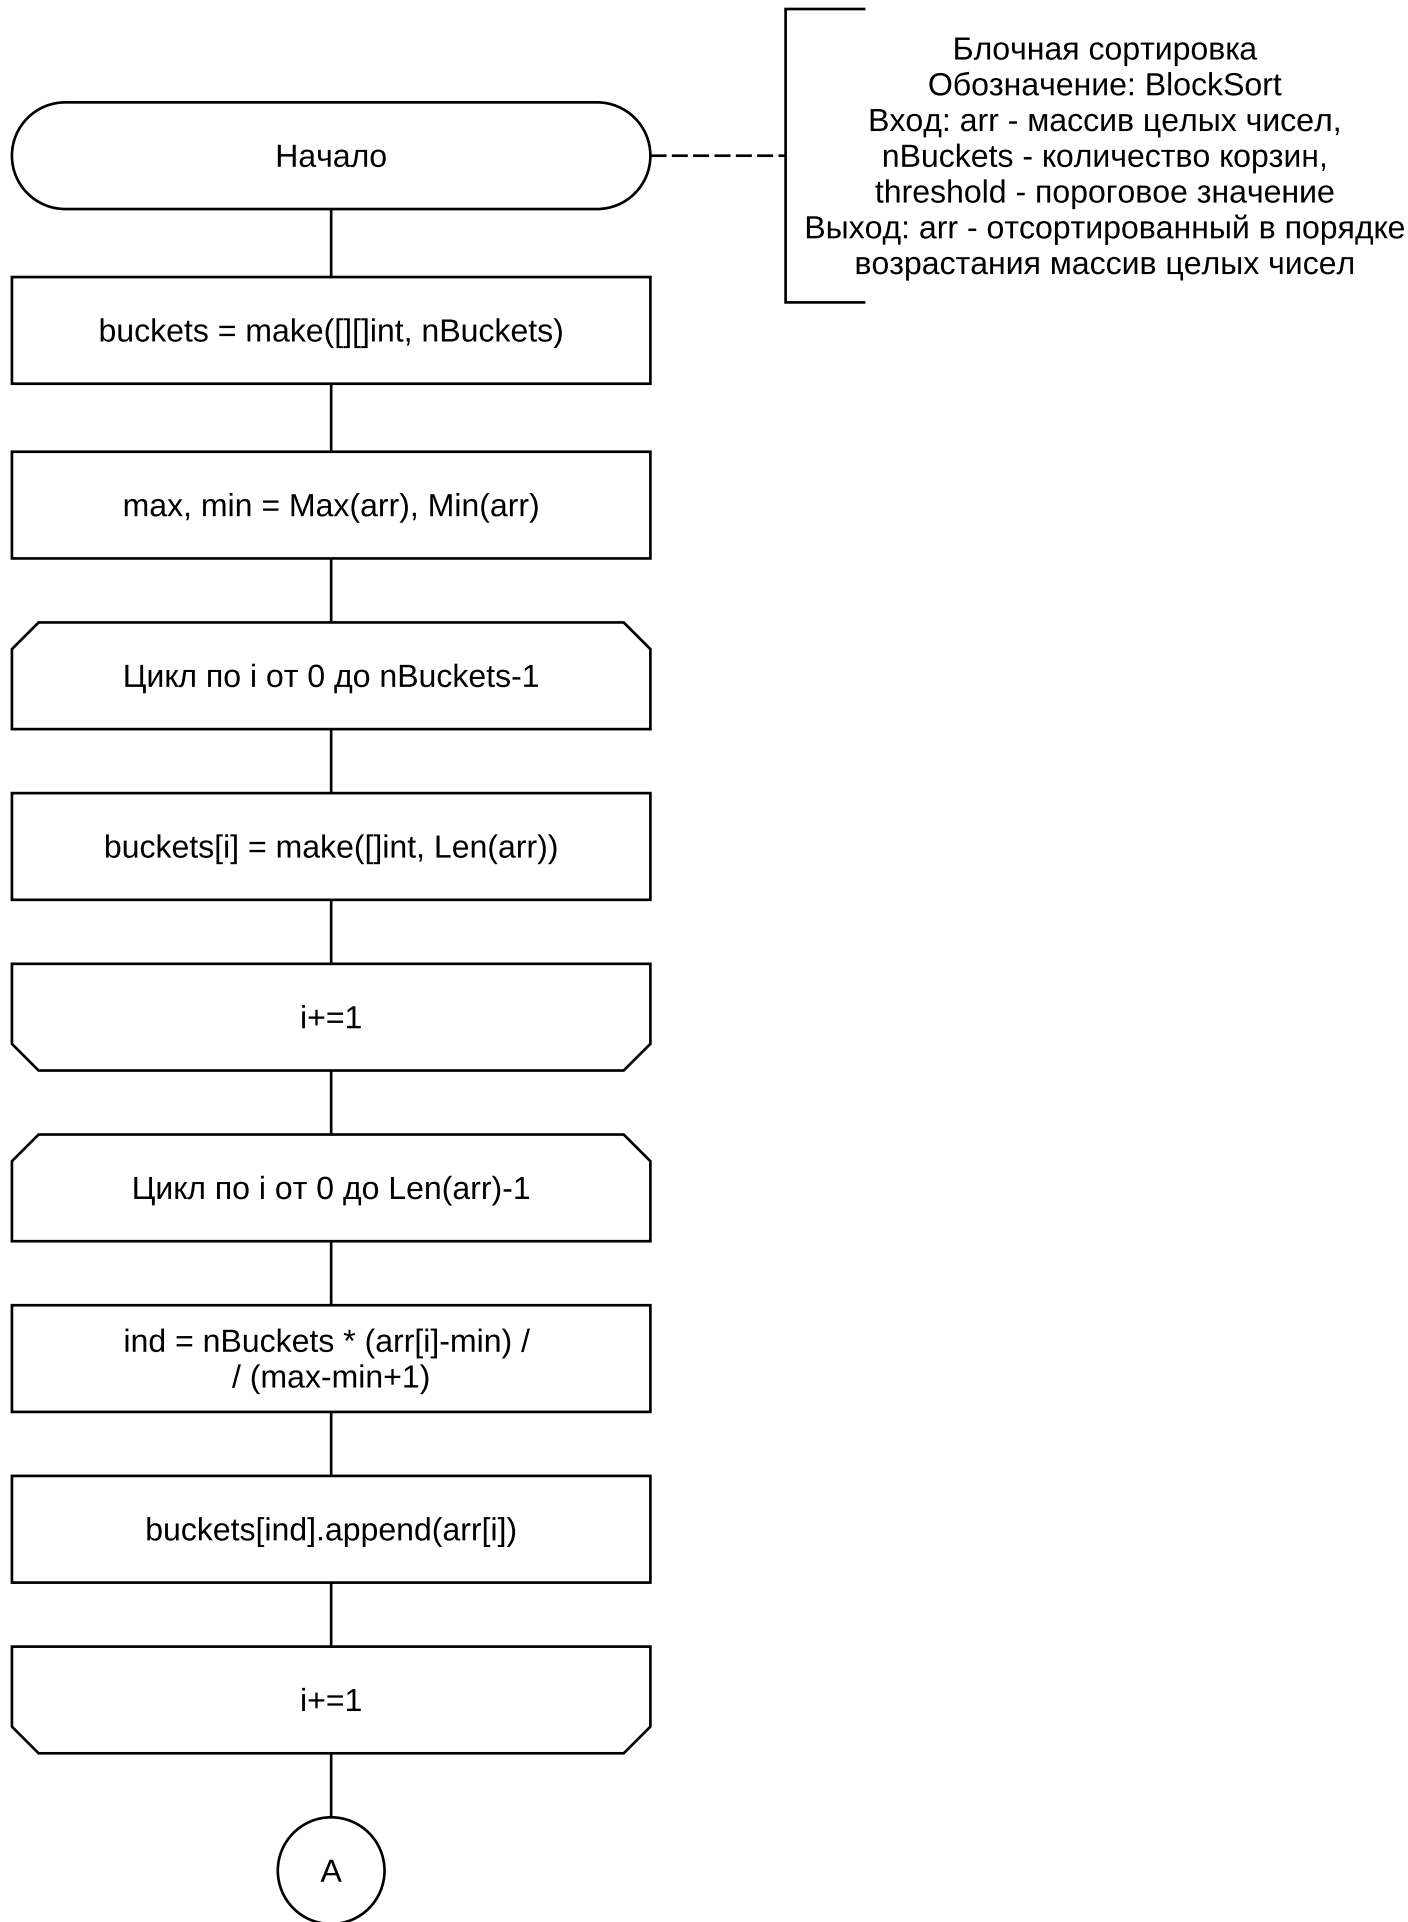 Блочная сортировка
Обозначение: BlockSort
Вход: arr - массив целых чисел,
nBuckets - количество корзин,
threshold - пороговое значение
Выход: arr - отсортированный в порядке
возрастания массив целых чисел
Начало
buckets = make([][]int, nBuckets)
max, min = Max(arr), Min(arr)
Цикл по i от 0 до nBuckets-1
buckets[i] = make([]int, Len(arr))
i+=1
Цикл по i от 0 до Len(arr)-1
ind = nBuckets * (arr[i]-min) /
/ (max-min+1)
buckets[ind].append(arr[i])
i+=1
A